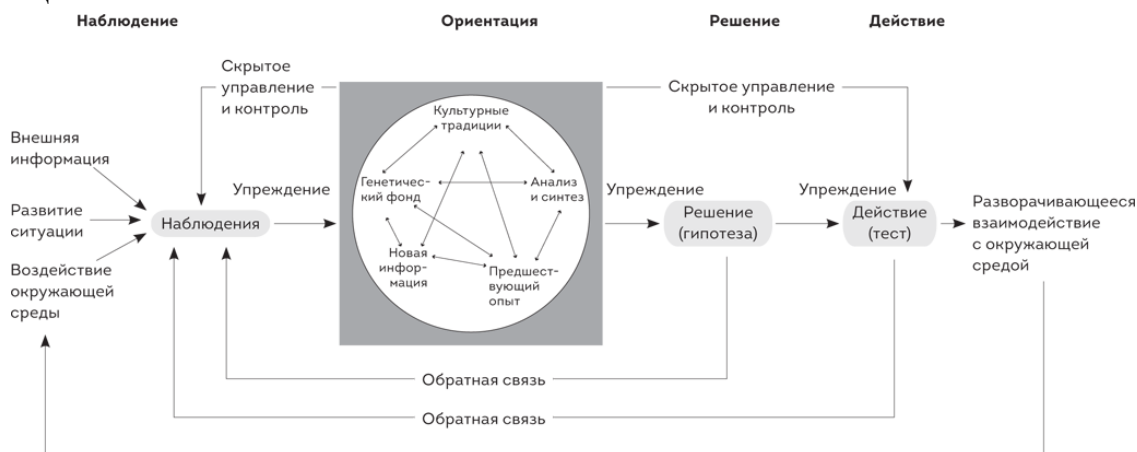 Наблюдение
Ориентация
Решение
Действие
Скрытое
управление
и контроль
Скрытое управление
и контроль
Культурные
традиции
Внешняя
информация
Генетичес-
кий фонд
Анализ
и синтез
Упреждение
Упреждение
Упреждение
Развитие
ситуации
Наблюдения
Решение
(гипотеза)
Действие
(тест)
Разворачивающееся
взаимодействие
с окружающей
средой
Новая
инфор-
мация
Предшест-
вующий
опыт
Воздействие
окружающей
среды
Обратная связь
Обратная связь